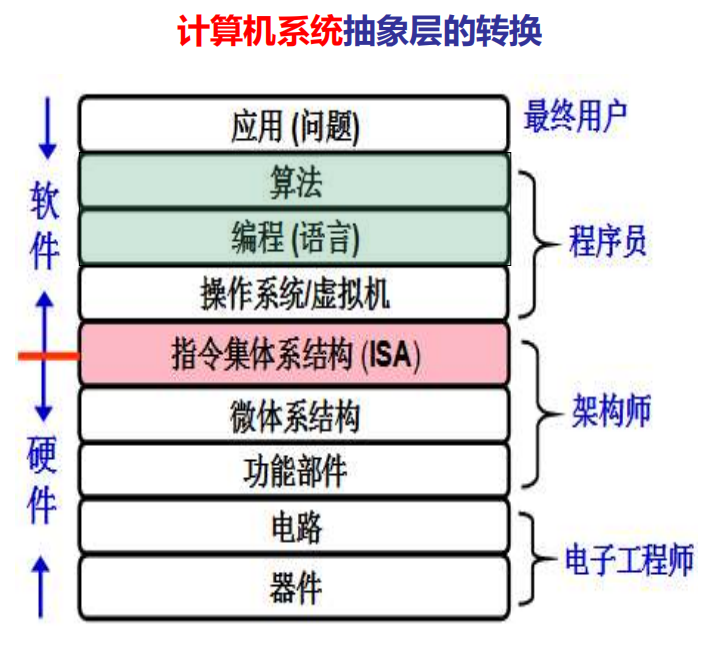 计算机系统抽象层的转换
应用 (问题)
最终用户
算法
编程 (语言)
操作系统/虚拟机
程序员
软件
指令集体系结构 (ISA)
微体系结构
功能部件
架构师
硬件
电路
器件
电子工程师